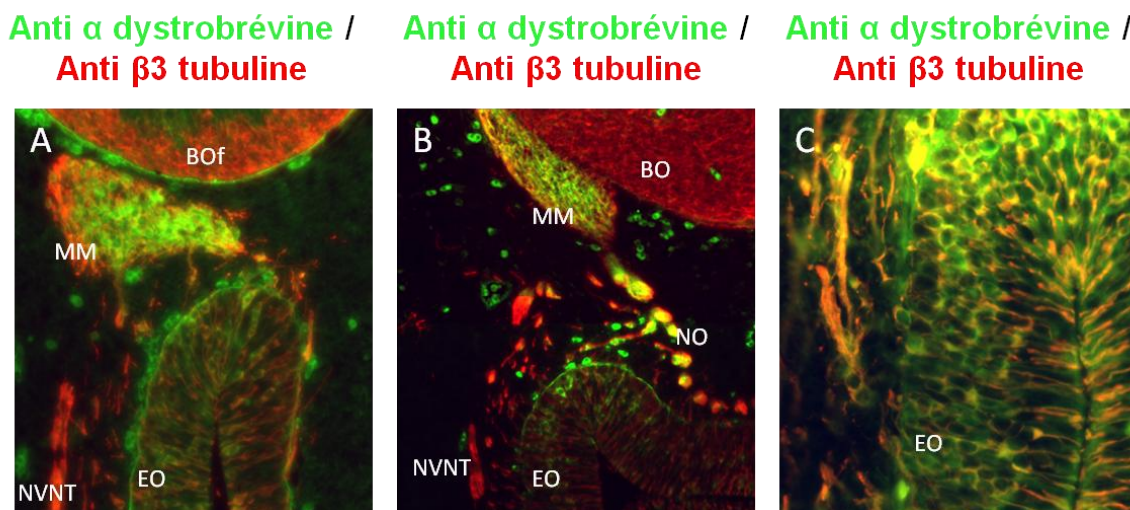 Anti α dystrobrévine /
Anti β3 tubuline
Anti α dystrobrévine /
Anti β3 tubuline
Anti α dystrobrévine /
Anti β3 tubuline
A
BOf
MM
NVNT
EO
B
BO
MM
NO
NVNT
EO
C
EO